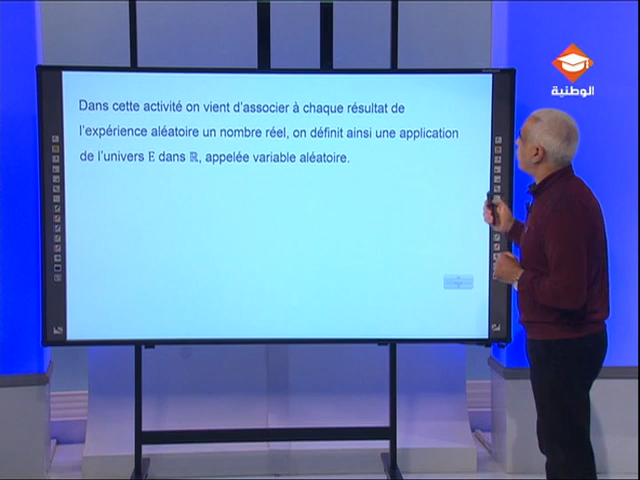 الوطنية
Dans cette activité on vient d'associer à chaque résultat de
l'expérience aléatoire un nombre réel, on définit ainsi une application
de l'univers E dans ℝ, appelée variable aléatoire.